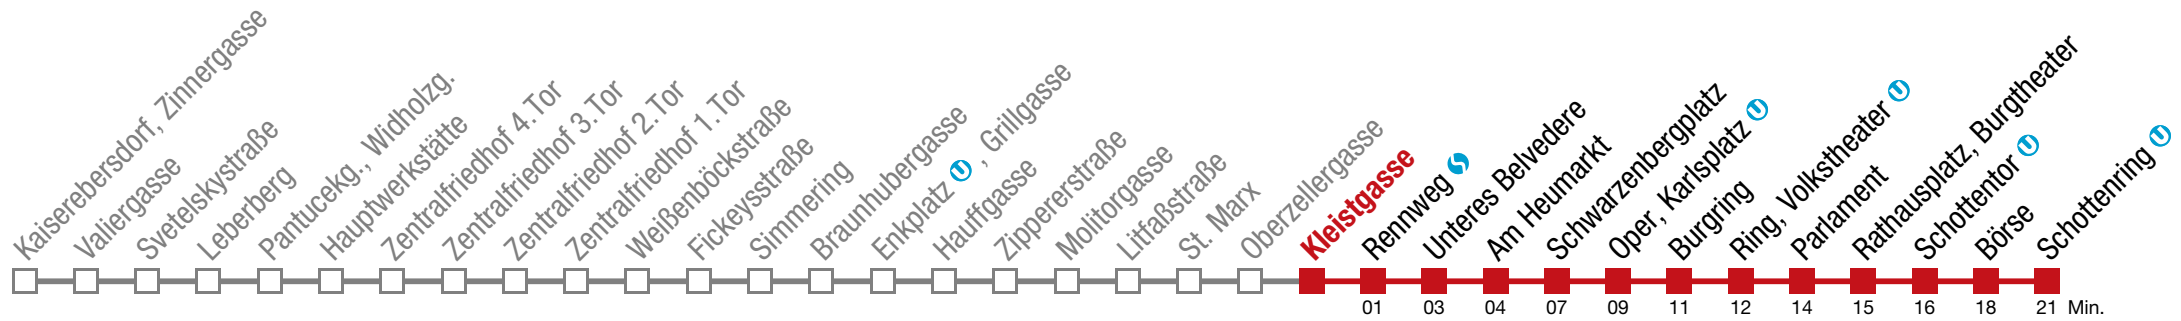 Kaiserebersdorf, Zinnergasse
Valiergasse
Svetelskystraße
Leberberg
Pantucekg., Widholzg.
Hauptwerkstätte
Zentralfriedhof 4.Tor
Zentralfriedhof 3.Tor
Zentralfriedhof 2.Tor
Zentralfriedhof 1.Tor
Weißenböckstraße
Fickeysstraße
Simmering
Braunhubergasse
Enkplatz U , Grillgasse
Hauffgasse
Zippererstraße
Molitorgasse
Litfaßstraße
St. Marx
Oberzellergasse
Kleistgasse
Rennweg S
Unteres Belvedere
Am Heumarkt
Schwarzenbergplatz
Oper, Karlsplatz U
Burgring
Ring, Volkstheater U
Parlament
Rathausplatz, Burgtheater
Schottentor U
Börse
Schottenring U
01 03 04 07 09 11 12 14 15 16 18 21 Min.